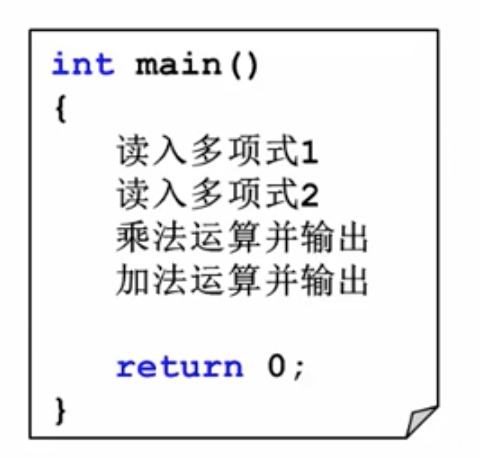 int main()
{
读入多项式1
读入多项式2
乘法运算并输出
加法运算并输出
return 0;
}